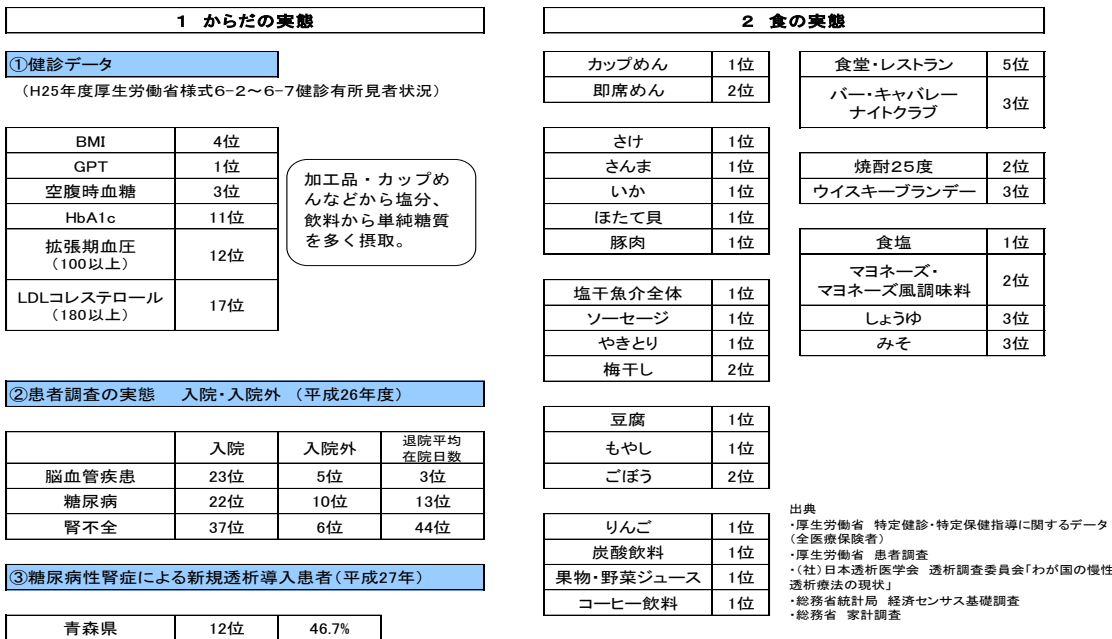 1 からだの実態
①健診データ
(H25年度厚生労働省様式6-2~6-7健診有所見者状況)
BMI 4位
GPT 1位
空腹時血糖 3位
HbA1c 11位
拡張期血圧
(100以上) 12位
LDLコレステロール
(180以上) 17位
加工品・カップめ
んなどから塩分、
飲料から単純糖質
を多く摂取。
②患者調査の実態 入院・入院外 (平成26年度)
入院 入院外 退院平均
在院日数
脳血管疾患 23位 5位 3位
糖尿病 22位 10位 13位
腎不全 37位 6位 44位
③糖尿病性腎症による新規透析導入患者(平成27年)
青森県 12位 46.7%
2 食の実態
カップめん 1位
即席めん 2位
さけ 1位
さんま 1位
いか 1位
ほたて貝 1位
豚肉 1位
塩干魚介全体 1位
ソーセージ 1位
やきとり 1位
梅干し 2位
豆腐 1位
もやし 1位
ごぼう 2位
りんご 1位
炭酸飲料 1位
果物・野菜ジュース 1位
コーヒー飲料 1位
食堂・レストラン 5位
バー・キャバレー
ナイトクラブ 3位
焼酎25度 2位
ウイスキーブランデー 3位
食塩 1位
マヨネーズ・
マヨネーズ風調味料 2位
しょうゆ 3位
みそ 3位
出典
・厚生労働省 特定健診・特定保健指導に関するデータ
(全医療保険者)
・厚生労働省 患者調査
・(社)日本透析医学会 透析調査委員会「わが国の慢性
透析療法の現状」
・総務省統計局 経済センサス基礎調査
・総務省 家計調査